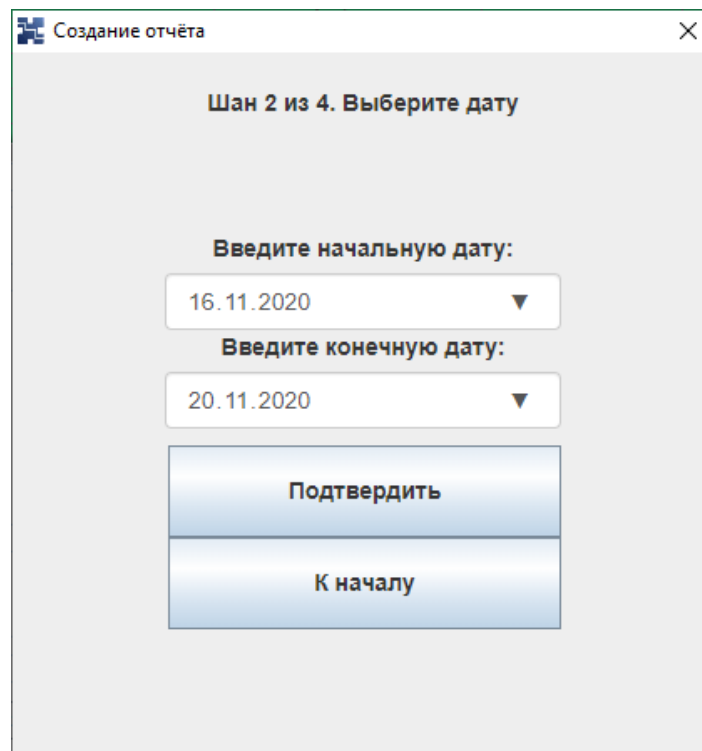 Создание отчёта
Шан 2 из 4. Выберите дату
Введите начальную дату:
16.11.2020
Введите конечную дату:
20.11.2020
Подтвердить
К началу